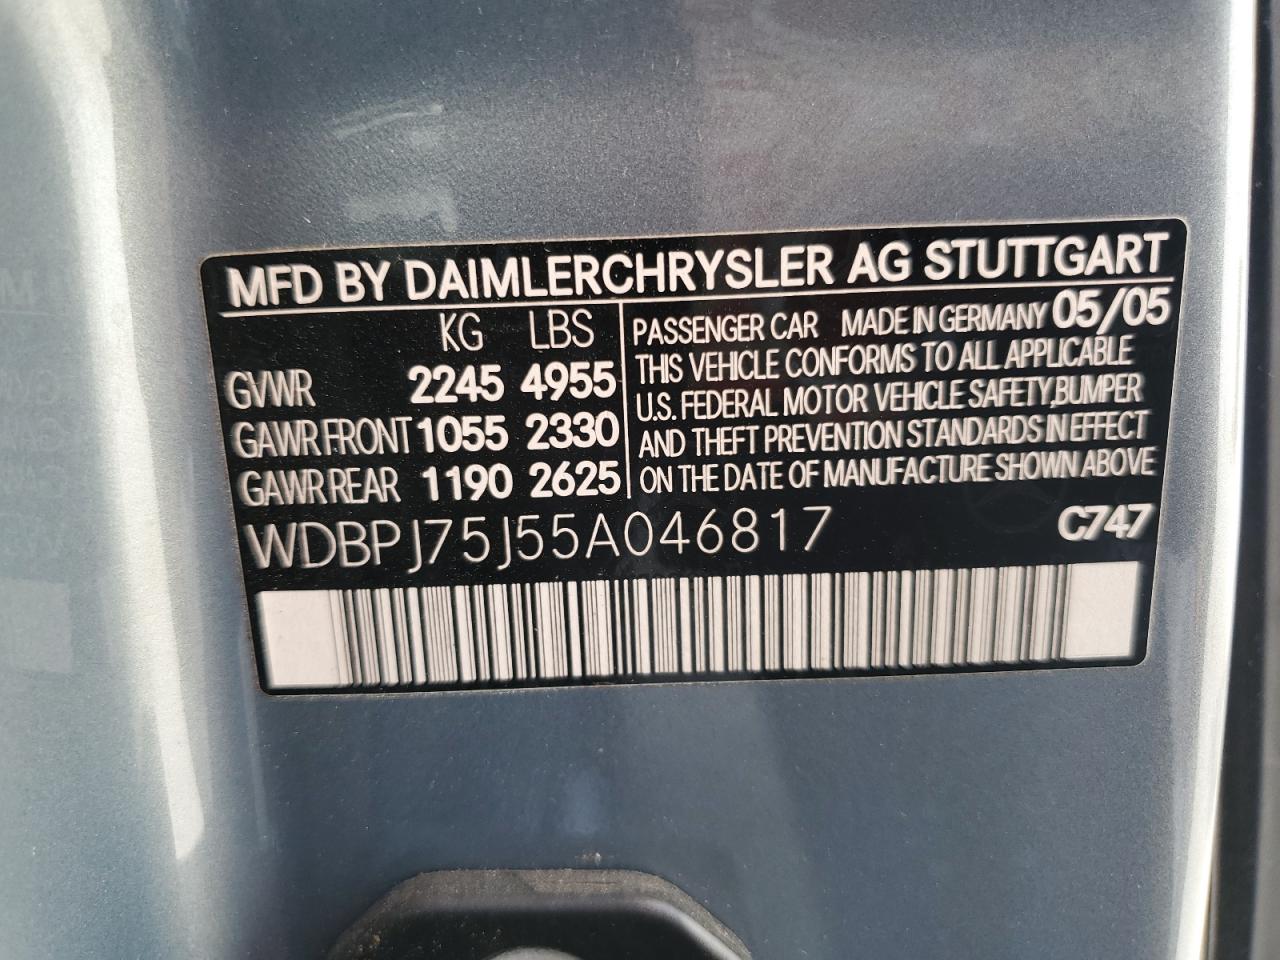 MFD BY DAIMLERCHRYSLER AG STUTTGART
KG LBS
GVWR 2245 4955
GAWR FRONT 1055 2330
GAWR REAR 1190 2625
PASSENGER CAR MADE IN GERMANY 05/05
THIS VEHICLE CONFORMS TO ALL APPLICABLE
U.S. FEDERAL MOTOR VEHICLE SAFETY,BUMPER
AND THEFT PREVENTION STANDARDS IN EFFECT
ON THE DATE OF MANUFACTURE SHOWN ABOVE
WDBPJ75J55A046817 C747